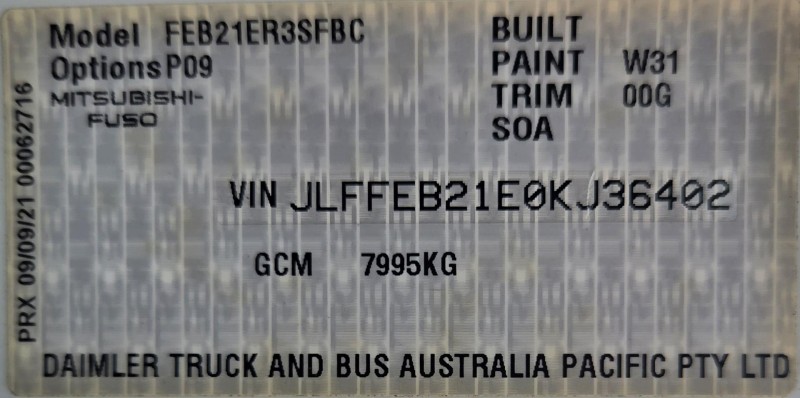 Model FEB21ER3SFBC
Options P09
MITSUBISHI-
FUSO
BUILT
PAINT W31
TRIM 00G
SOA
VIN JLFFEB21E0KJ36402
GCM 7995KG
DAIMLER TRUCK AND BUS AUSTRALIA PACIFIC PTY LTD
PRX 09/09/21 00062716